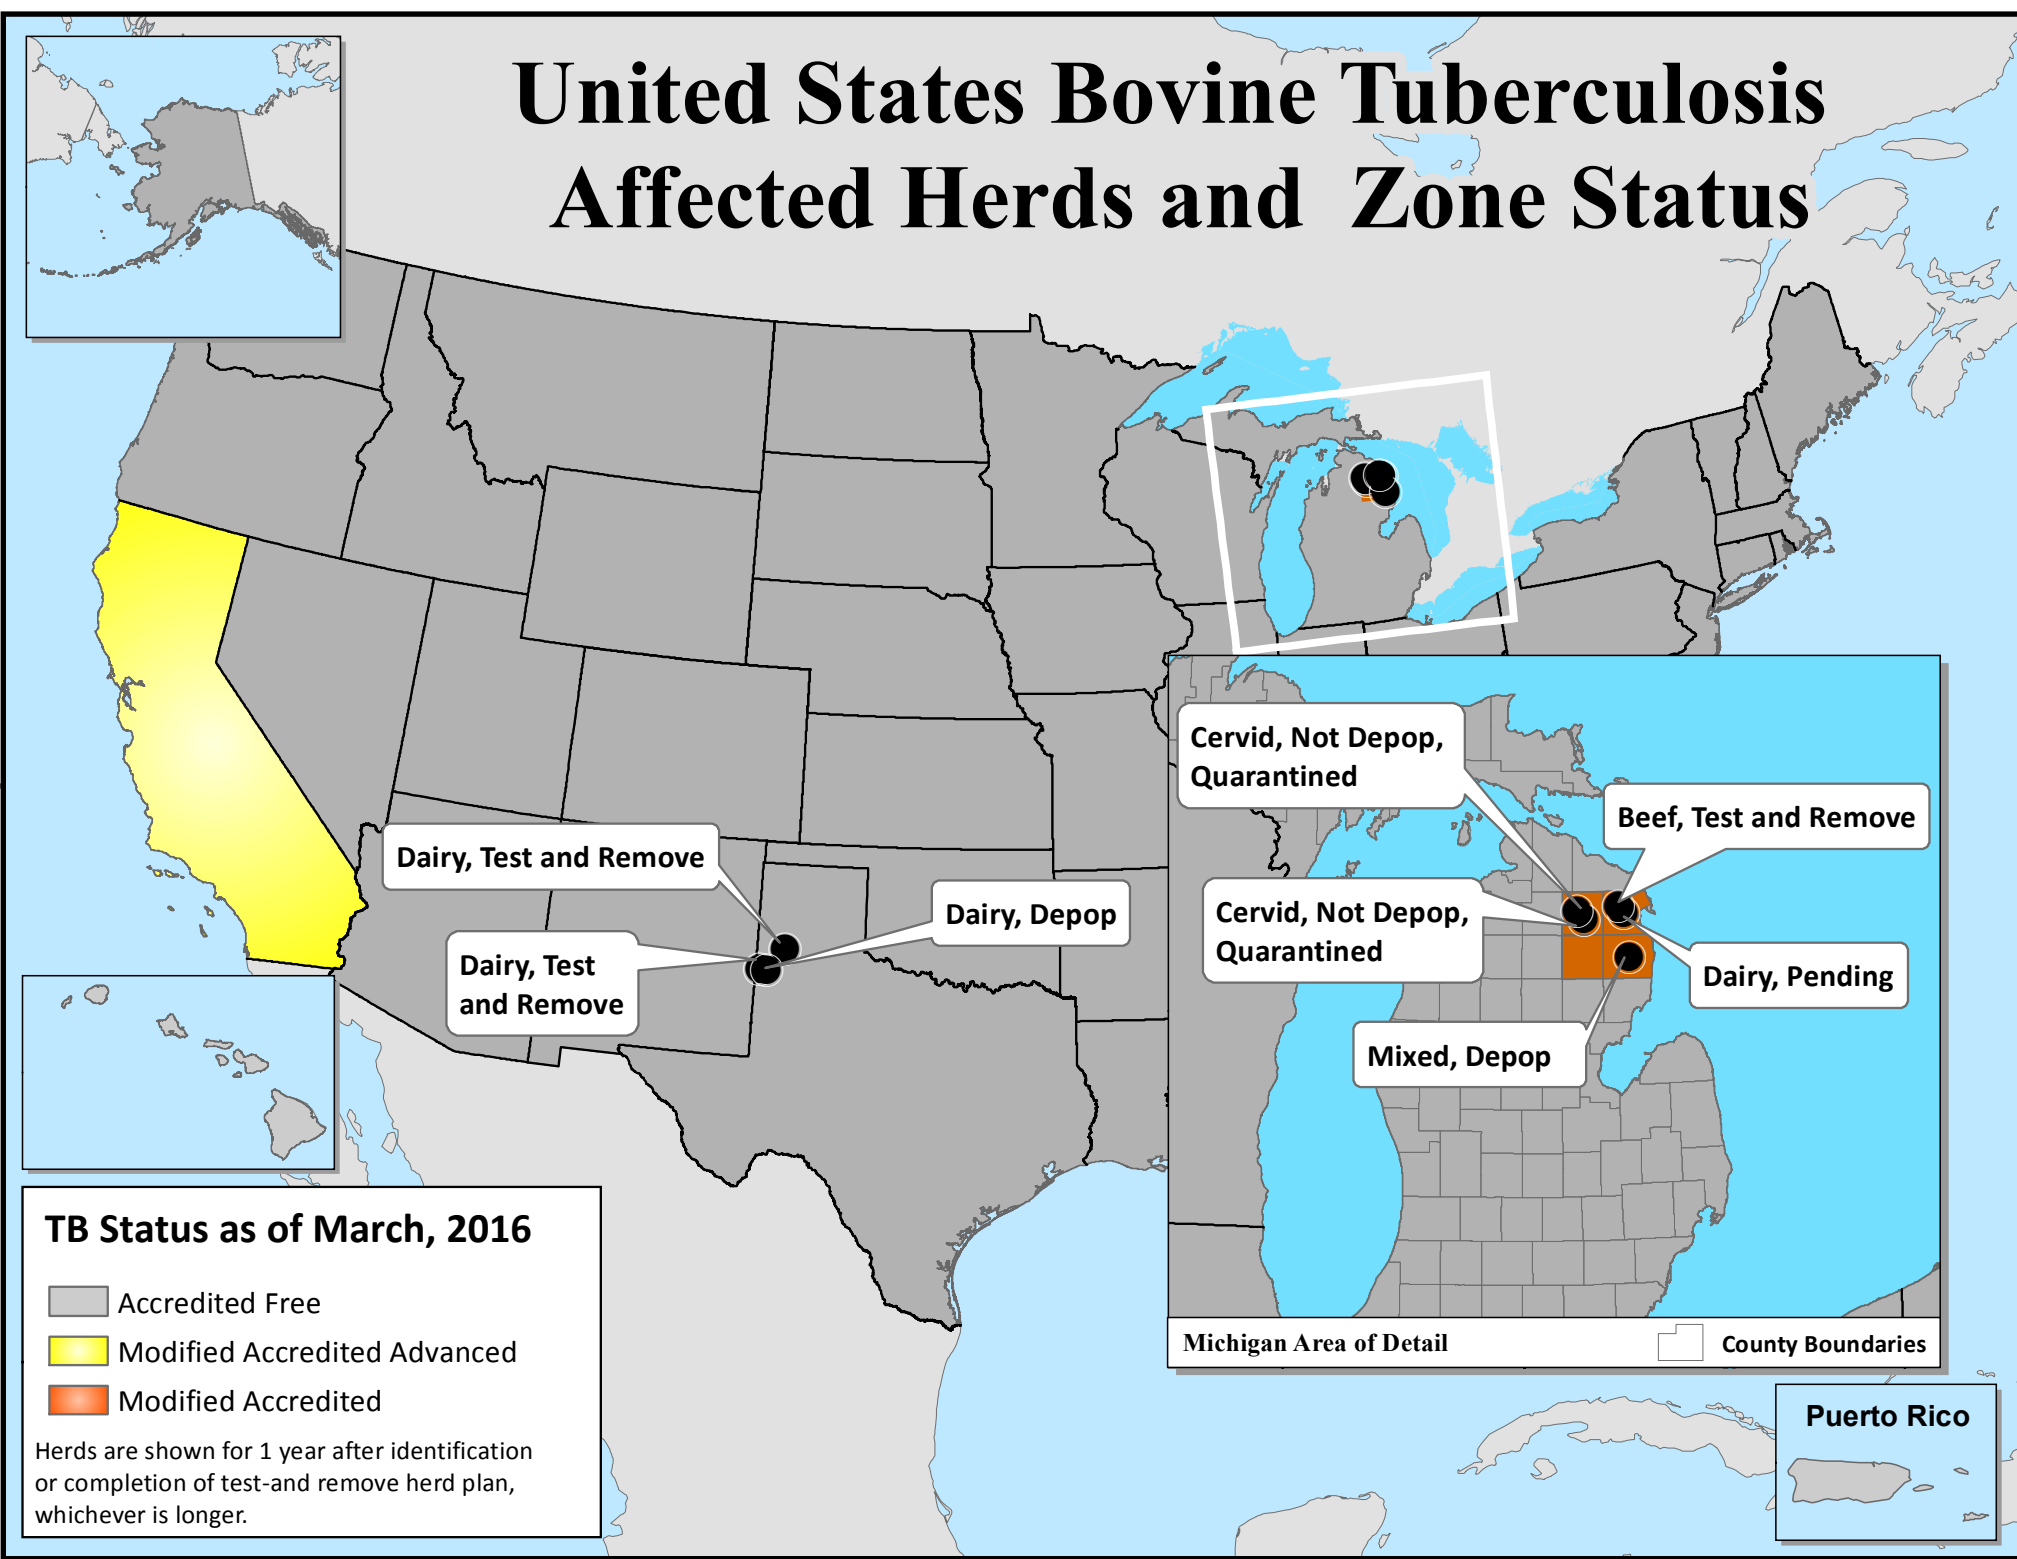 United States Bovine Tuberculosis
Affected Herds and Zone Status
Cervid, Not Depop,
Quarantined
Beef, Test and Remove
Dairy, Test and Remove
Cervid, Not Depop,
Quarantined
Dairy, Depop
Dairy, Test
and Remove
Dairy, Pending
Mixed, Depop
TB Status as of March, 2016
Accredited Free
Modified Accredited Advanced
Modified Accredited
Herds are shown for 1 year after identification
or completion of test-and remove herd plan,
whichever is longer.
Michigan Area of Detail
County Boundaries
Puerto Rico